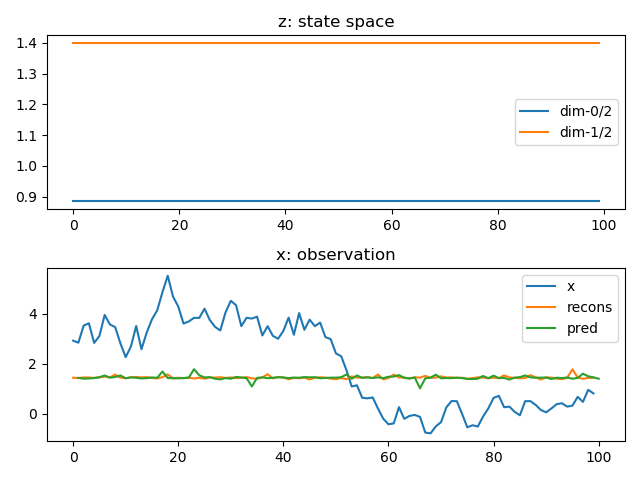 z: state space
1.4
1.3
1.2
1.1
1.0
0.9
dim-0/2
dim-1/2
0 20 40 60 80 100
x: observation
4
2
0
x
recons
pred
0 20 40 60 80 100